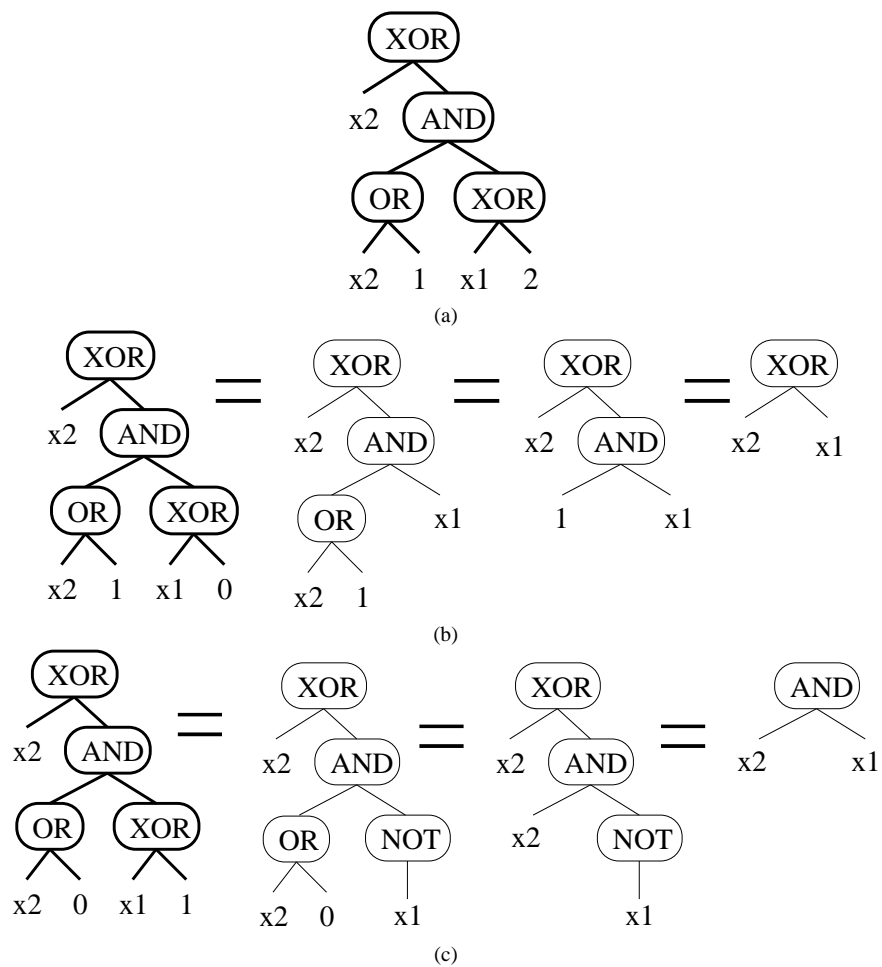 XOR
x2 AND
OR XOR
x2 1 x1 2
(a)
XOR = XOR = XOR = XOR
x2 AND x2 AND x2 AND x2 x1
OR XOR OR x1 1 x1
x2 1 x1 0 x2 1
(b)
XOR = XOR = XOR = AND
x2 AND x2 AND x2 AND x2 x1
OR XOR OR NOT x2 NOT
x2 0 x1 1 x2 0 x1 x1
(c)